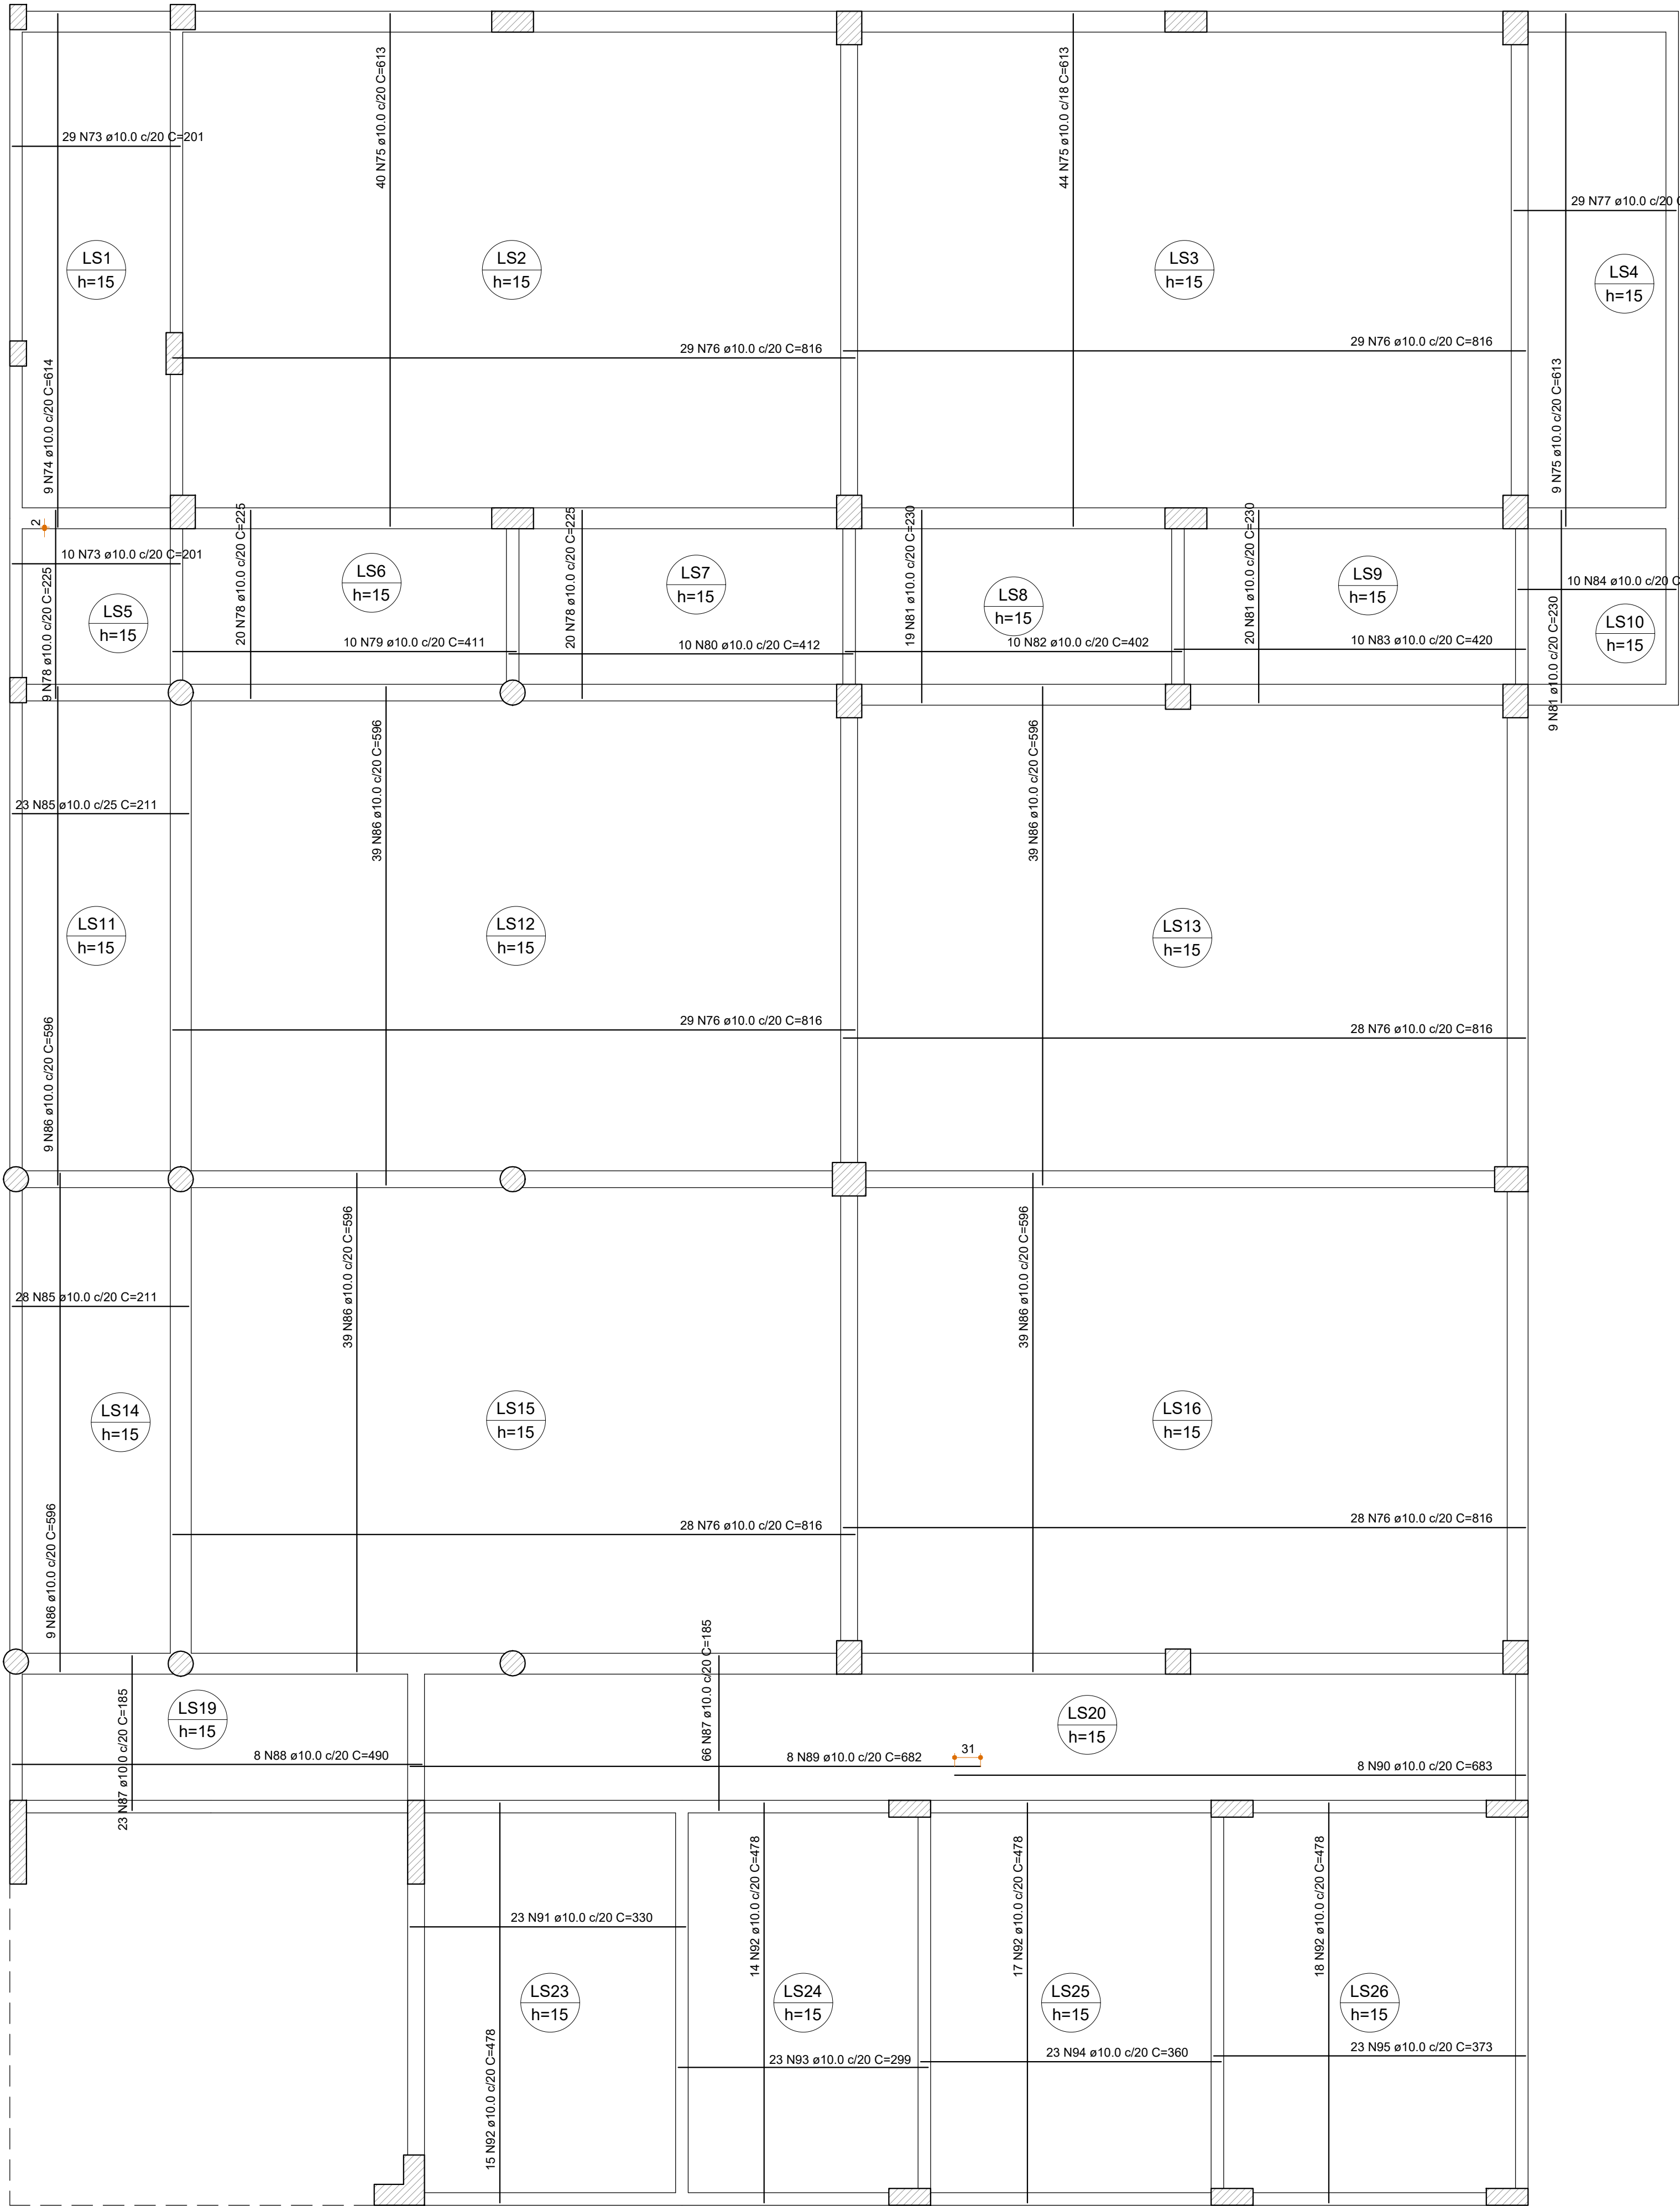 29 N73 ø10.0 c/20 C=201
40 N75 ø10.0 c/20 C=613
44 N75 ø10.0 c/18 C=613
29 N77 ø10.0 c/20
LS1
h=15
LS2
h=15
LS3
h=15
LS4
h=15
9 N74 ø10.0 c/20 C=614
29 N76 ø10.0 c/20 C=816
29 N76 ø10.0 c/20 C=816
9 N75 ø10.0 c/20 C=613
2
10 N73 ø10.0 c/20 C=201
9 N78 ø10.0 c/20 C=225
LS5
h=15
20 N78 ø10.0 c/20 C=225
LS6
h=15
10 N79 ø10.0 c/20 C=411
20 N78 ø10.0 c/20 C=225
LS7
h=15
10 N80 ø10.0 c/20 C=412
19 N81 ø10.0 c/20 C=230
LS8
h=15
10 N82 ø10.0 c/20 C=402
20 N81 ø10.0 c/20 C=230
LS9
h=15
10 N83 ø10.0 c/20 C=420
10 N84 ø10.0 c/20
9 N81 ø10.0 c/20 C=230
LS10
h=15
23 N85 ø10.0 c/25 C=211
39 N86 ø10.0 c/20 C=596
39 N86 ø10.0 c/20 C=596
LS11
h=15
LS12
h=15
LS13
h=15
9 N86 ø10.0 c/20 C=596
29 N76 ø10.0 c/20 C=816
28 N76 ø10.0 c/20 C=816
28 N85 ø10.0 c/20 C=211
39 N86 ø10.0 c/20 C=596
39 N86 ø10.0 c/20 C=596
LS14
h=15
LS15
h=15
LS16
h=15
9 N86 ø10.0 c/20 C=596
28 N76 ø10.0 c/20 C=816
28 N76 ø10.0 c/20 C=816
23 N87 ø10.0 c/20 C=185
LS19
h=15
8 N88 ø10.0 c/20 C=490
66 N87 ø10.0 c/20 C=185
8 N89 ø10.0 c/20 C=682
31
LS20
h=15
8 N90 ø10.0 c/20 C=683
23 N91 ø10.0 c/20 C=330
14 N92 ø10.0 c/20 C=478
17 N92 ø10.0 c/20 C=478
18 N92 ø10.0 c/20 C=478
LS23
h=15
LS24
h=15
LS25
h=15
LS26
h=15
15 N92 ø10.0 c/20 C=478
23 N93 ø10.0 c/20 C=299
23 N94 ø10.0 c/20 C=360
23 N95 ø10.0 c/20 C=373